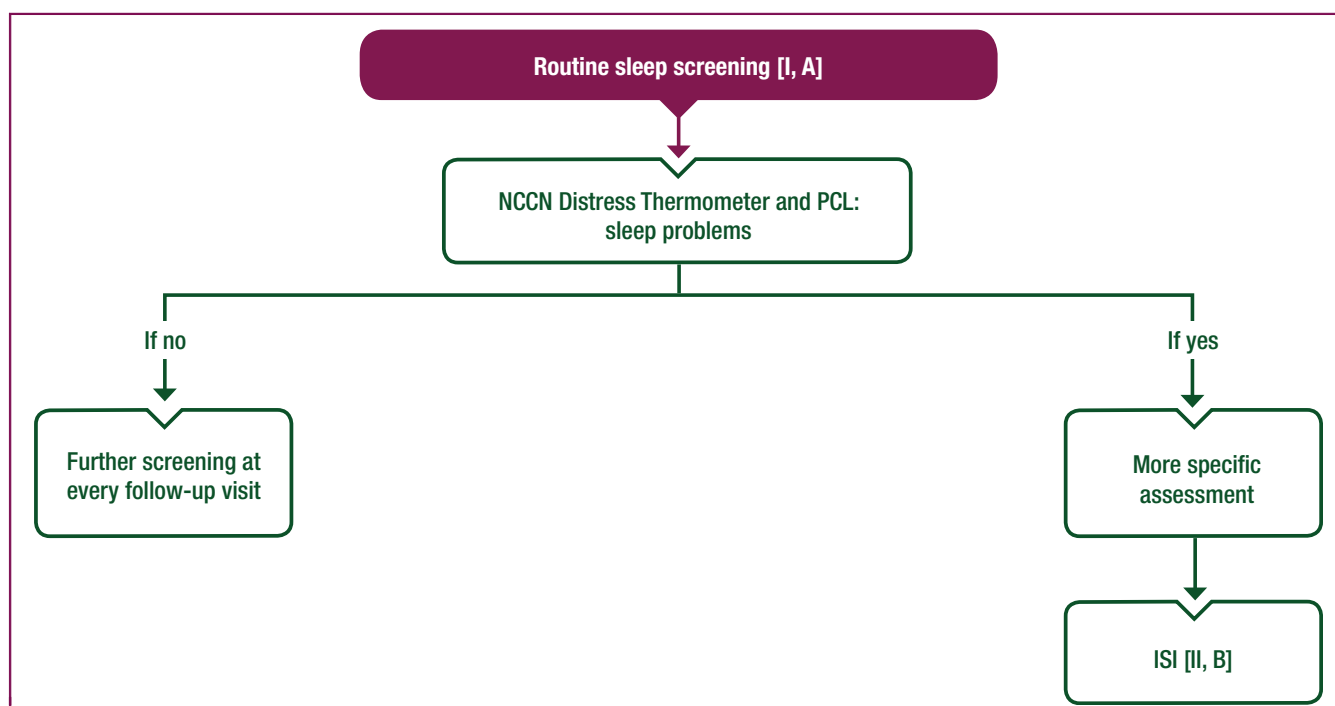 Routine sleep screening [I, A]
NCCN Distress Thermometer and PCL:
sleep problems
If no
If yes
Further screening at
every follow-up visit
More specific
assessment
ISI [II, B]